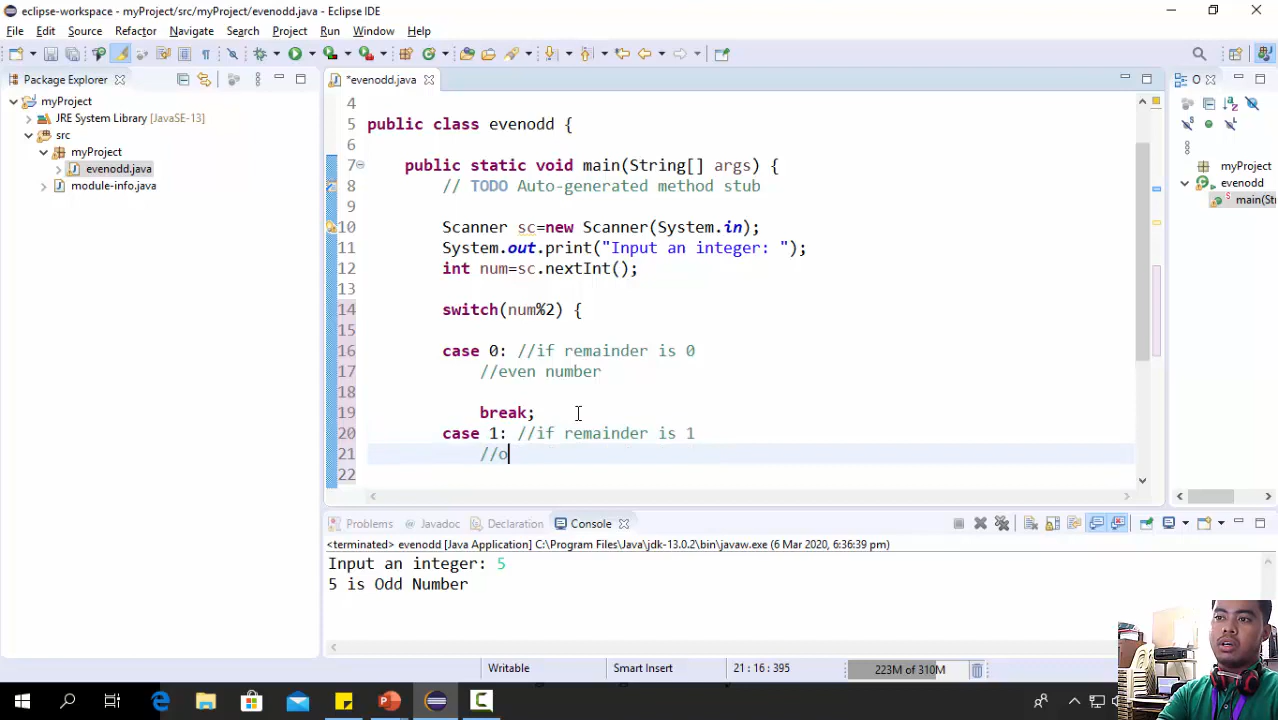 eclipse-workspace - myProject/src/myProject/evenodd.java - Eclipse IDE
File Edit Source Refactor Navigate Search Project Run Window Help
Package Explorer
myProject
JRE System Library [JavaSE-13]
src
myProject
evenodd.java
module-info.java
*evenodd.java
4
5 public class evenodd {
6
7 public static void main(String[] args) {
8 // TODO Auto-generated method stub
9
10 Scanner sc=new Scanner(System.in);
11 System.out.print("Input an integer: ");
12 int num=sc.nextInt();
13
14 switch(num%2) {
15
16 case 0: //if remainder is 0
17 //even number
18
19 break;
20 case 1: //if remainder is 1
21 //o
22
O
myProject
evenodd
main(St
Problems Javadoc Declaration Console
<terminated> evenodd [Java Application] C:\Program Files\Java\jdk-13.0.2\bin\javaw.exe (6 Mar 2020, 6:36:39 pm)
Input an integer: 5
5 is Odd Number
Writable Smart Insert 21 : 16 : 395 223M of 310M